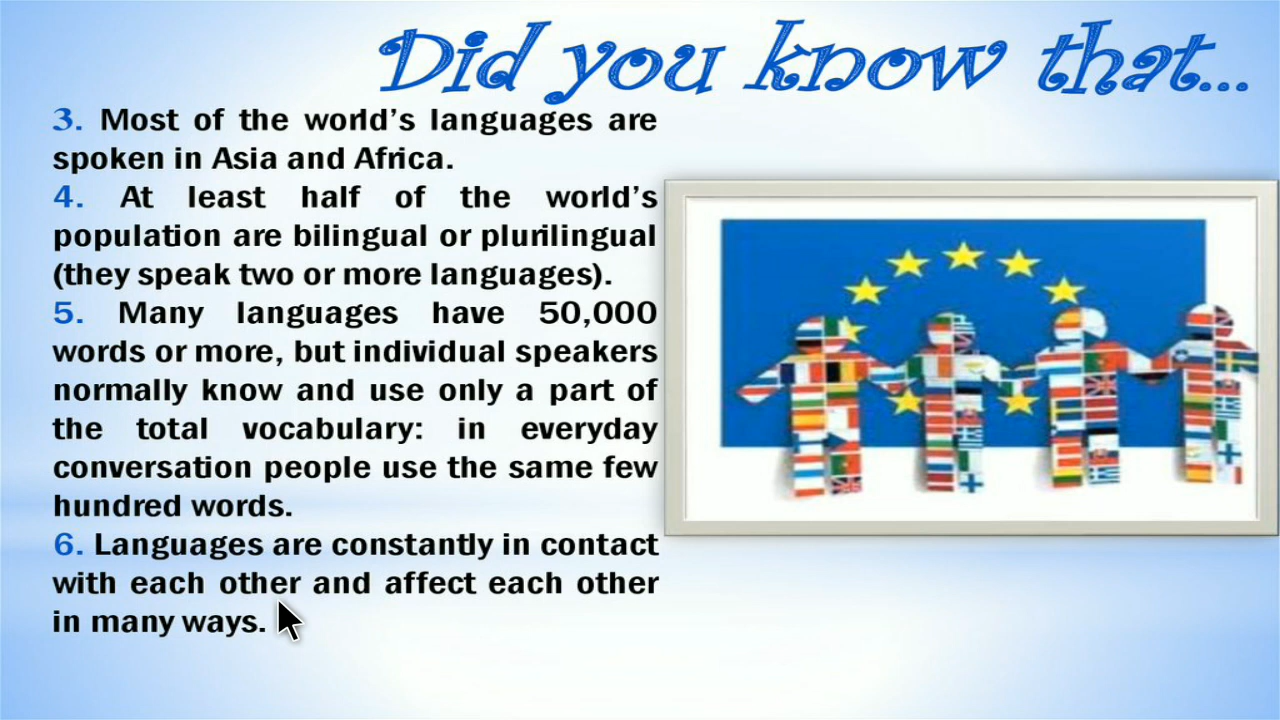 Did you know that...
3. Most of the world's languages are
spoken in Asia and Africa.
4. At least half of the world's
population are bilingual or plurilingual
(they speak two or more languages).
5. Many languages have 50,000
words or more, but individual speakers
normally know and use only a part of
the total vocabulary: in everyday
conversation people use the same few
hundred words.
6. Languages are constantly in contact
with each other and affect each other
in many ways.